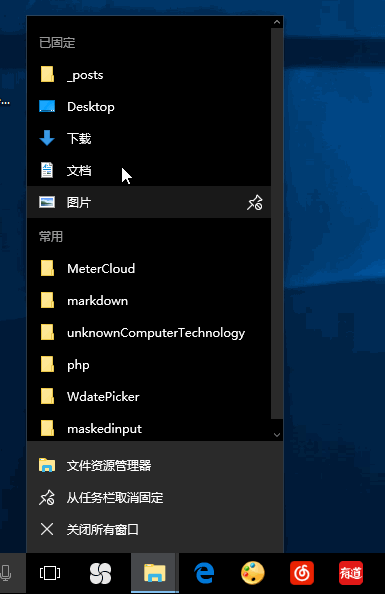 已固定
_posts
Desktop
下载
文档
图片
常用
MeterCloud
markdown
unknownComputerTechnology
php
WdatePicker
maskedinput
文件资源管理器
从任务栏取消固定
关闭所有窗口
有道